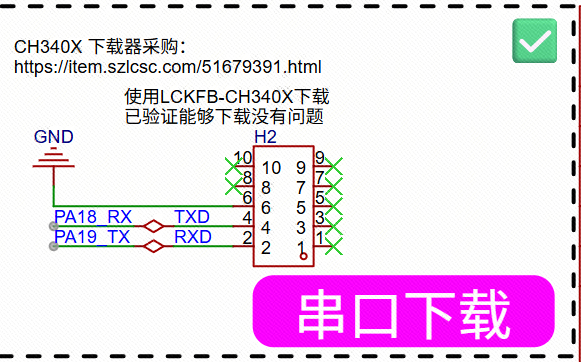 CH340X 下载器采购：
https://item.szlcsc.com/51679391.html
使用LCKFB-CH340X下载
已验证能够下载没有问题
GND
H2
10 10 9 9
8 8 7 7
6 6 5 5
PA18_RX TXD 4 4 3 3
PA19_TX RXD 2 2 1 1
串口下载